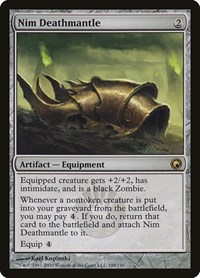 Nim Deathmantle 2
Artifact — Equipment
Equipped creature gets +2/+2, has
intimidate, and is a black Zombie.
Whenever a nontoken creature is put
into your graveyard from the battlefield,
you may pay 4. If you do, return that
card to the battlefield and attach Nim
Deathmantle to it.
Equip 4
Karl Kopinski